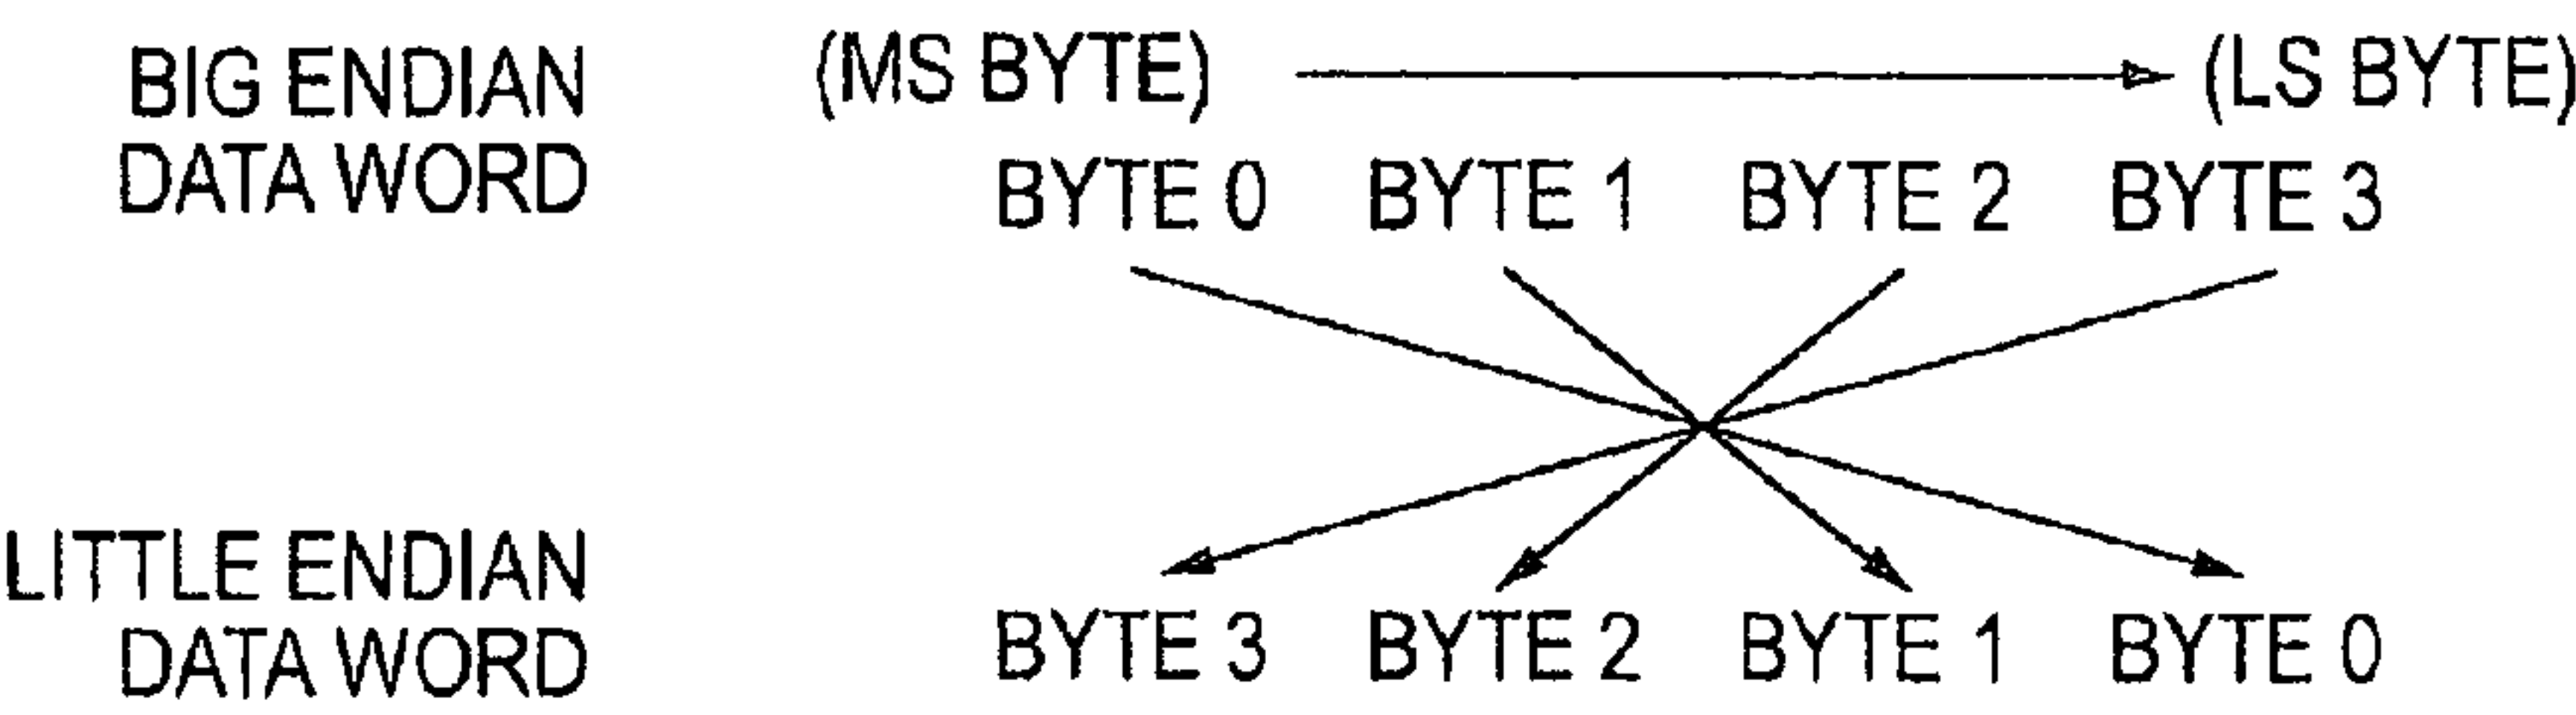 BIG ENDIAN
DATA WORD
(MS BYTE) (LS BYTE)
BYTE 0 BYTE 1 BYTE 2 BYTE 3
LITTLE ENDIAN
DATA WORD
BYTE 3 BYTE 2 BYTE 1 BYTE 0